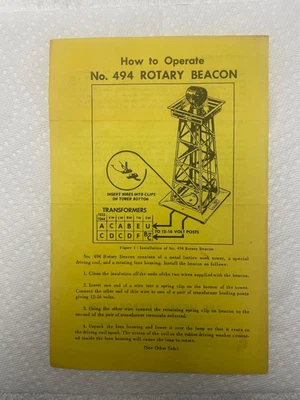 How to Operate
No. 494 ROTARY BEACON
INSERT WIRES INTO CLIPS
ON TOWER BOTTOM
TRANSFORMERS
A C A B E U
C D C D F
TO 12-16 VOLT POSTS
Figure 1—Installation of No. 494 Rotary Beacon
No. 494 Rotary Beacon consists of a metal lattice work tower, a special
driving coil, and a rotating lens housing. Install the beacon as follows:
1. Clean the insulation off the ends of the two wires supplied with the beacon.
2. Insert one end of a wire into a spring clip on the bottom of the tower.
Connect the other end of this wire to one of a pair of transformer binding posts
giving 12-16 volts.
3. Using the other wire connect the remaining spring clip on beacon to the
second of the pair of transformer terminals selected.
4. Unpack the lens housing and lower it over the lamp so that it rests on
the driving coil mount. The action of the coil on the rubber driving washer
inside the lens housing will cause the lens to rotate.
(See Other Side)